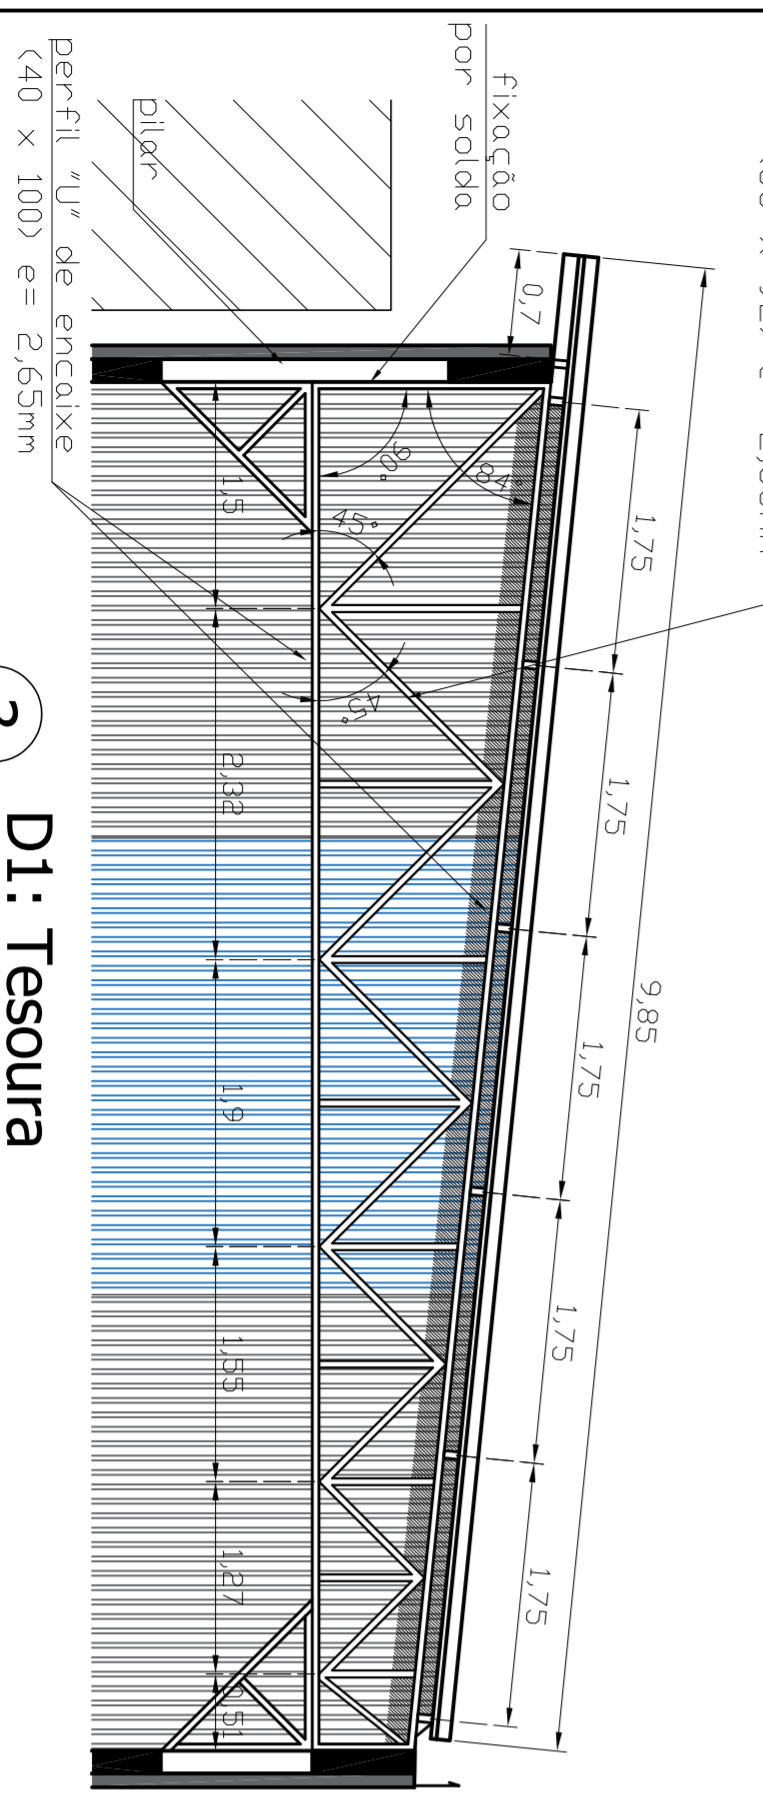 fixação
por solda
pilar
perfil "U" de encaixe
(40 x 100) e= 2,65mm
0,7
9,85
1,75
1,75
1,75
1,75
1,75
84°
90°
45°
45°
1,5
2,32
1,9
1,55
1,27
0,51
D1: Tesoura